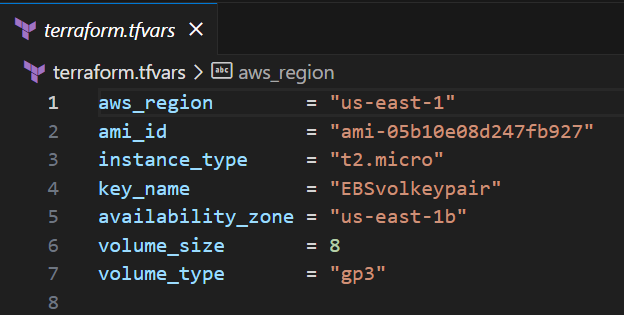 terraform.tfvars
terraform.tfvars > abc aws_region
1 aws_region = "us-east-1"
2 ami_id = "ami-05b10e08d247fb927"
3 instance_type = "t2.micro"
4 key_name = "EBSvolkeypair"
5 availability_zone = "us-east-1b"
6 volume_size = 8
7 volume_type = "gp3"
8